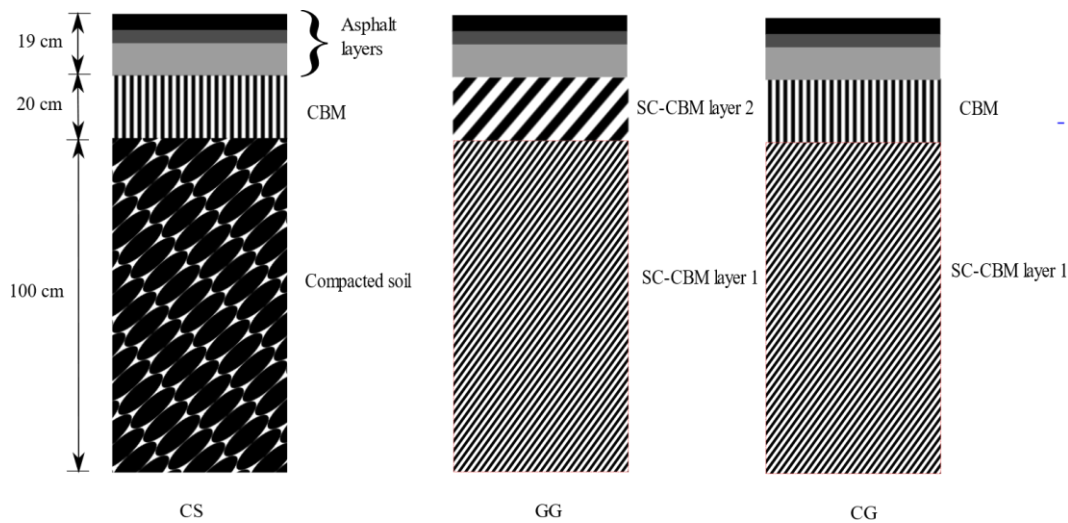 19 cm
Asphalt
layers
20 cm
CBM
SC-CBM layer 2
CBM
100 cm
Compacted soil
SC-CBM layer 1
SC-CBM layer 1
CS
GG
CG